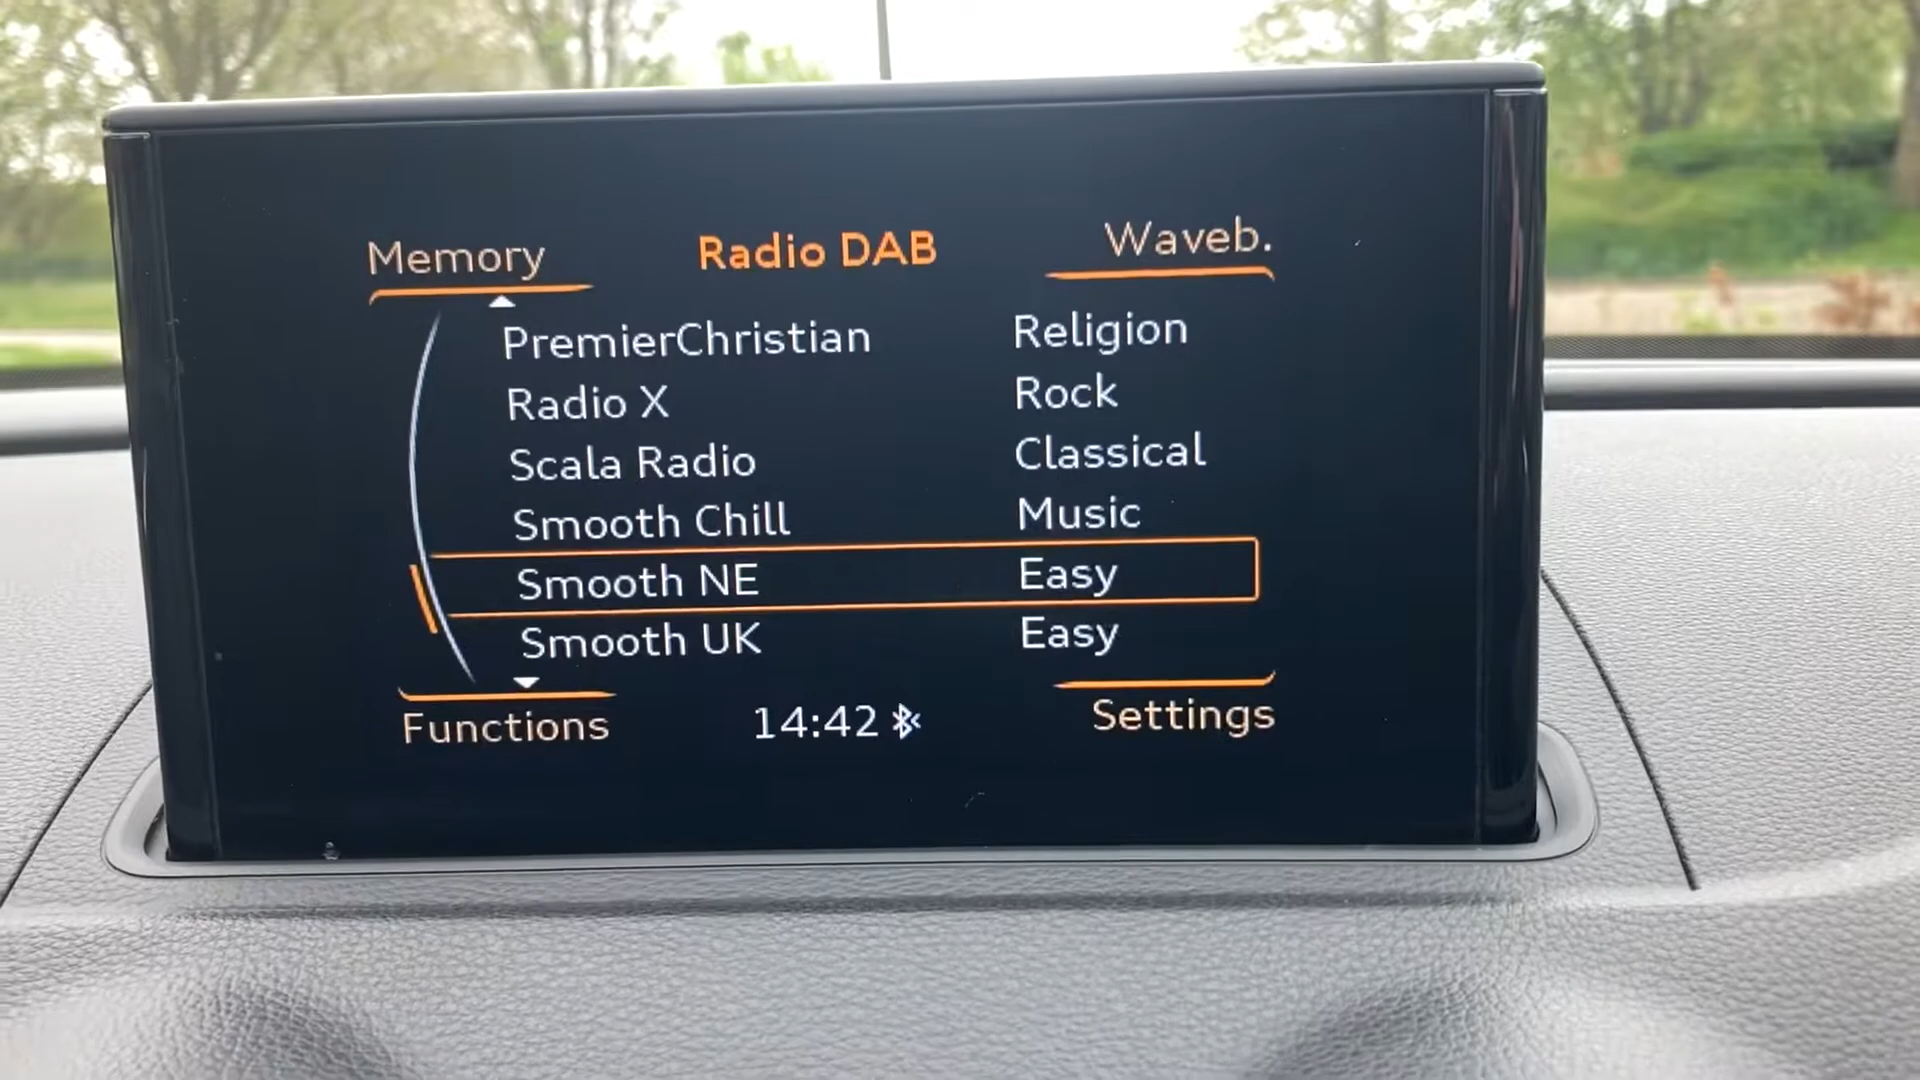 Memory Radio DAB Waveb.
PremierChristian Religion
Radio X Rock
Scala Radio Classical
Smooth Chill Music
Smooth NE Easy
Smooth UK Easy
Functions 14:42 Settings